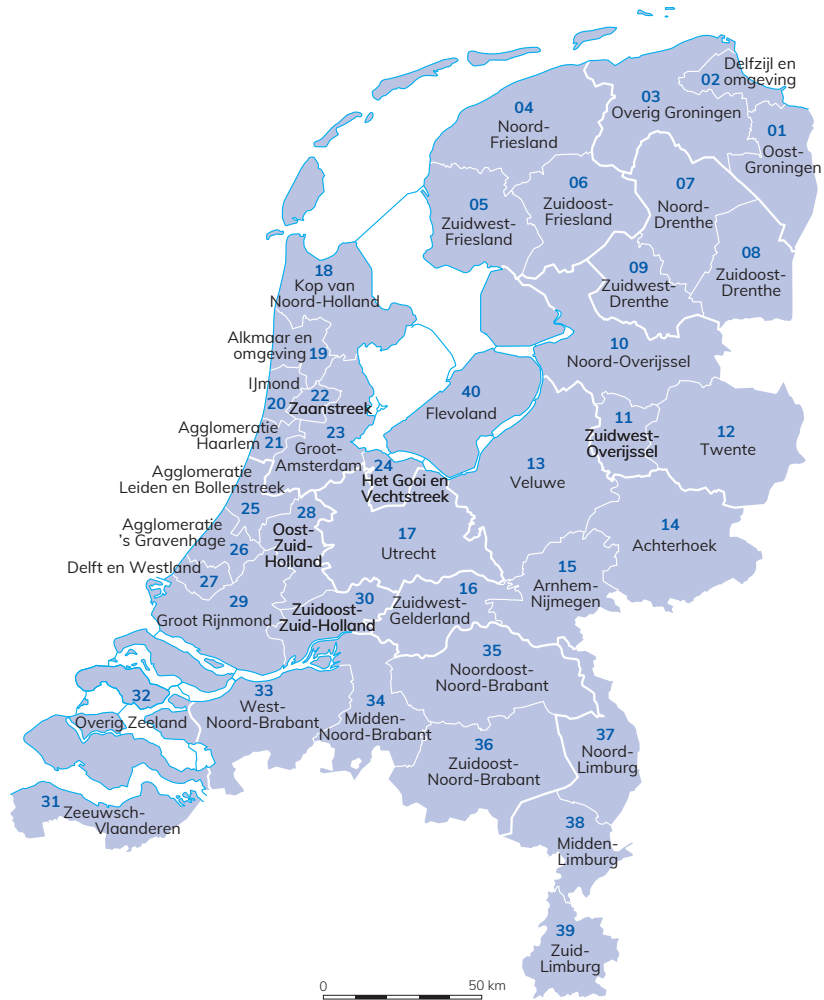 Delfzijl en
02 omgeving
03
Overig Groningen
04
Noord-
Friesland
01
Oost-
Groningen
06
Zuidoost-
Friesland
07
Noord-
Drenthe
05
Zuidwest-
Friesland
08
Zuidoost-
Drenthe
09
Zuidwest-
Drenthe
18
Kop van
Noord-Holland
Alkmaar en
omgeving 19
10
Noord-Overijssel
IJmond
20
22
Zaanstreek
40
Flevoland
Agglomeratie
Haarlem 21
23
Groot-
Amsterdam
11
Zuidwest-
Overijssel
12
Twente
24
Het Gooi en
Vechtstreek
13
Veluwe
Agglomeratie
Leiden en Bollenstreek
25
28
Oost-
Zuid-
Holland
Agglomeratie
's Gravenhage
26
17
Utrecht
14
Achterhoek
Delft en Westland
27
15
Arnhem-
Nijmegen
29
Groot Rijnmond
30
Zuidoost-
Zuid-Holland
16
Zuidwest-
Gelderland
35
Noordoost-
Noord-Brabant
32
Overig Zeeland
33
West-
Noord-Brabant
34
Midden-
Noord-Brabant
36
Zuidoost-
Noord-Brabant
37
Noord-
Limburg
31
Zeeuwsch-
Vlaanderen
38
Midden-
Limburg
39
Zuid-
Limburg
0 50 km